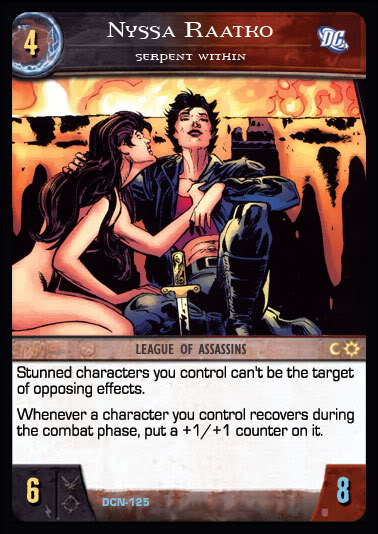 4
Nyssa Raatko
DC
Serpent Within
LEAGUE OF ASSASSINS
Stunned characters you control can't be the target
of opposing effects.
Whenever a character you control recovers during
the combat phase, put a +1/+1 counter on it.
6
DCN-125
8